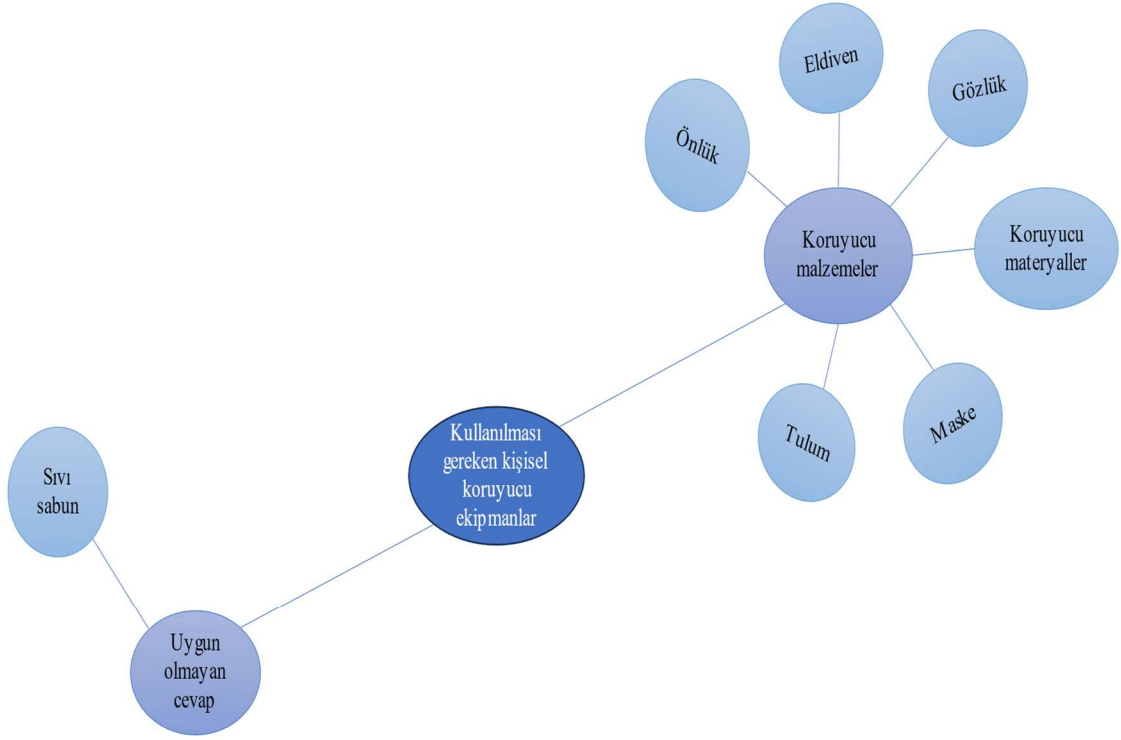 Eldiven
Gözlük
Önlük
Koruyucu
malzemeler
Koruyucu
materyaller
Tulum
Maske
Kullanılması
gereken kişisel
koruyucu
ekipmanlar
Sıvı
sabun
Uygun
olmayan
cevap